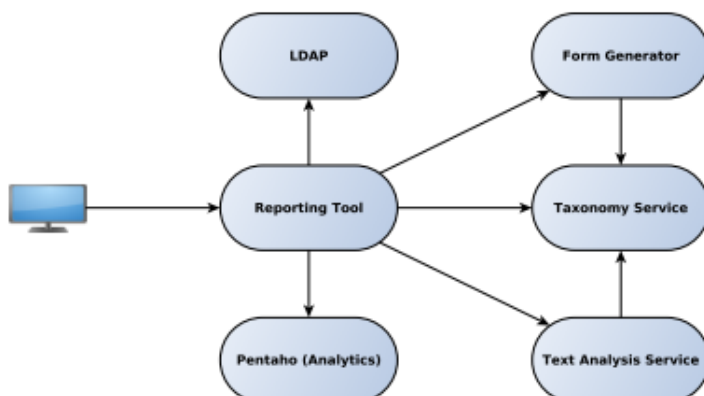 LDAP
Form Generator
Reporting Tool
Taxonomy Service
Pentaho (Analytics)
Text Analysis Service